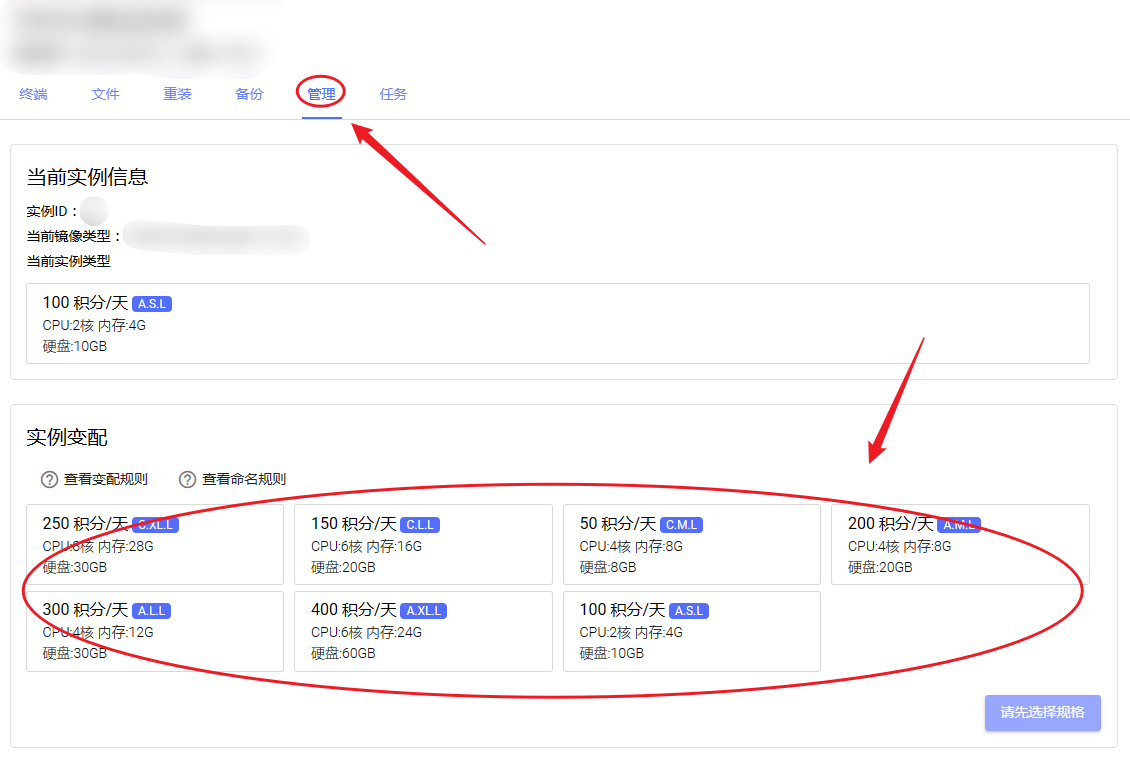 终端 文件 重装 备份 管理 任务
当前实例信息
实例ID：
当前镜像类型：
当前实例类型
100 积分/天 A.S.L
CPU:2核 内存:4G
硬盘:10GB
实例变配
? 查看变配规则 ? 查看命名规则
250 积分/天 C.XL.L
CPU:8核 内存:28G
硬盘:30GB
150 积分/天 C.L.L
CPU:6核 内存:16G
硬盘:20GB
50 积分/天 C.M.L
CPU:4核 内存:8G
硬盘:8GB
200 积分/天 A.M.L
CPU:4核 内存:8G
硬盘:20GB
300 积分/天 A.L.L
CPU:4核 内存:12G
硬盘:30GB
400 积分/天 A.XL.L
CPU:6核 内存:24G
硬盘:60GB
100 积分/天 A.S.L
CPU:2核 内存:4G
硬盘:10GB
请先选择规格